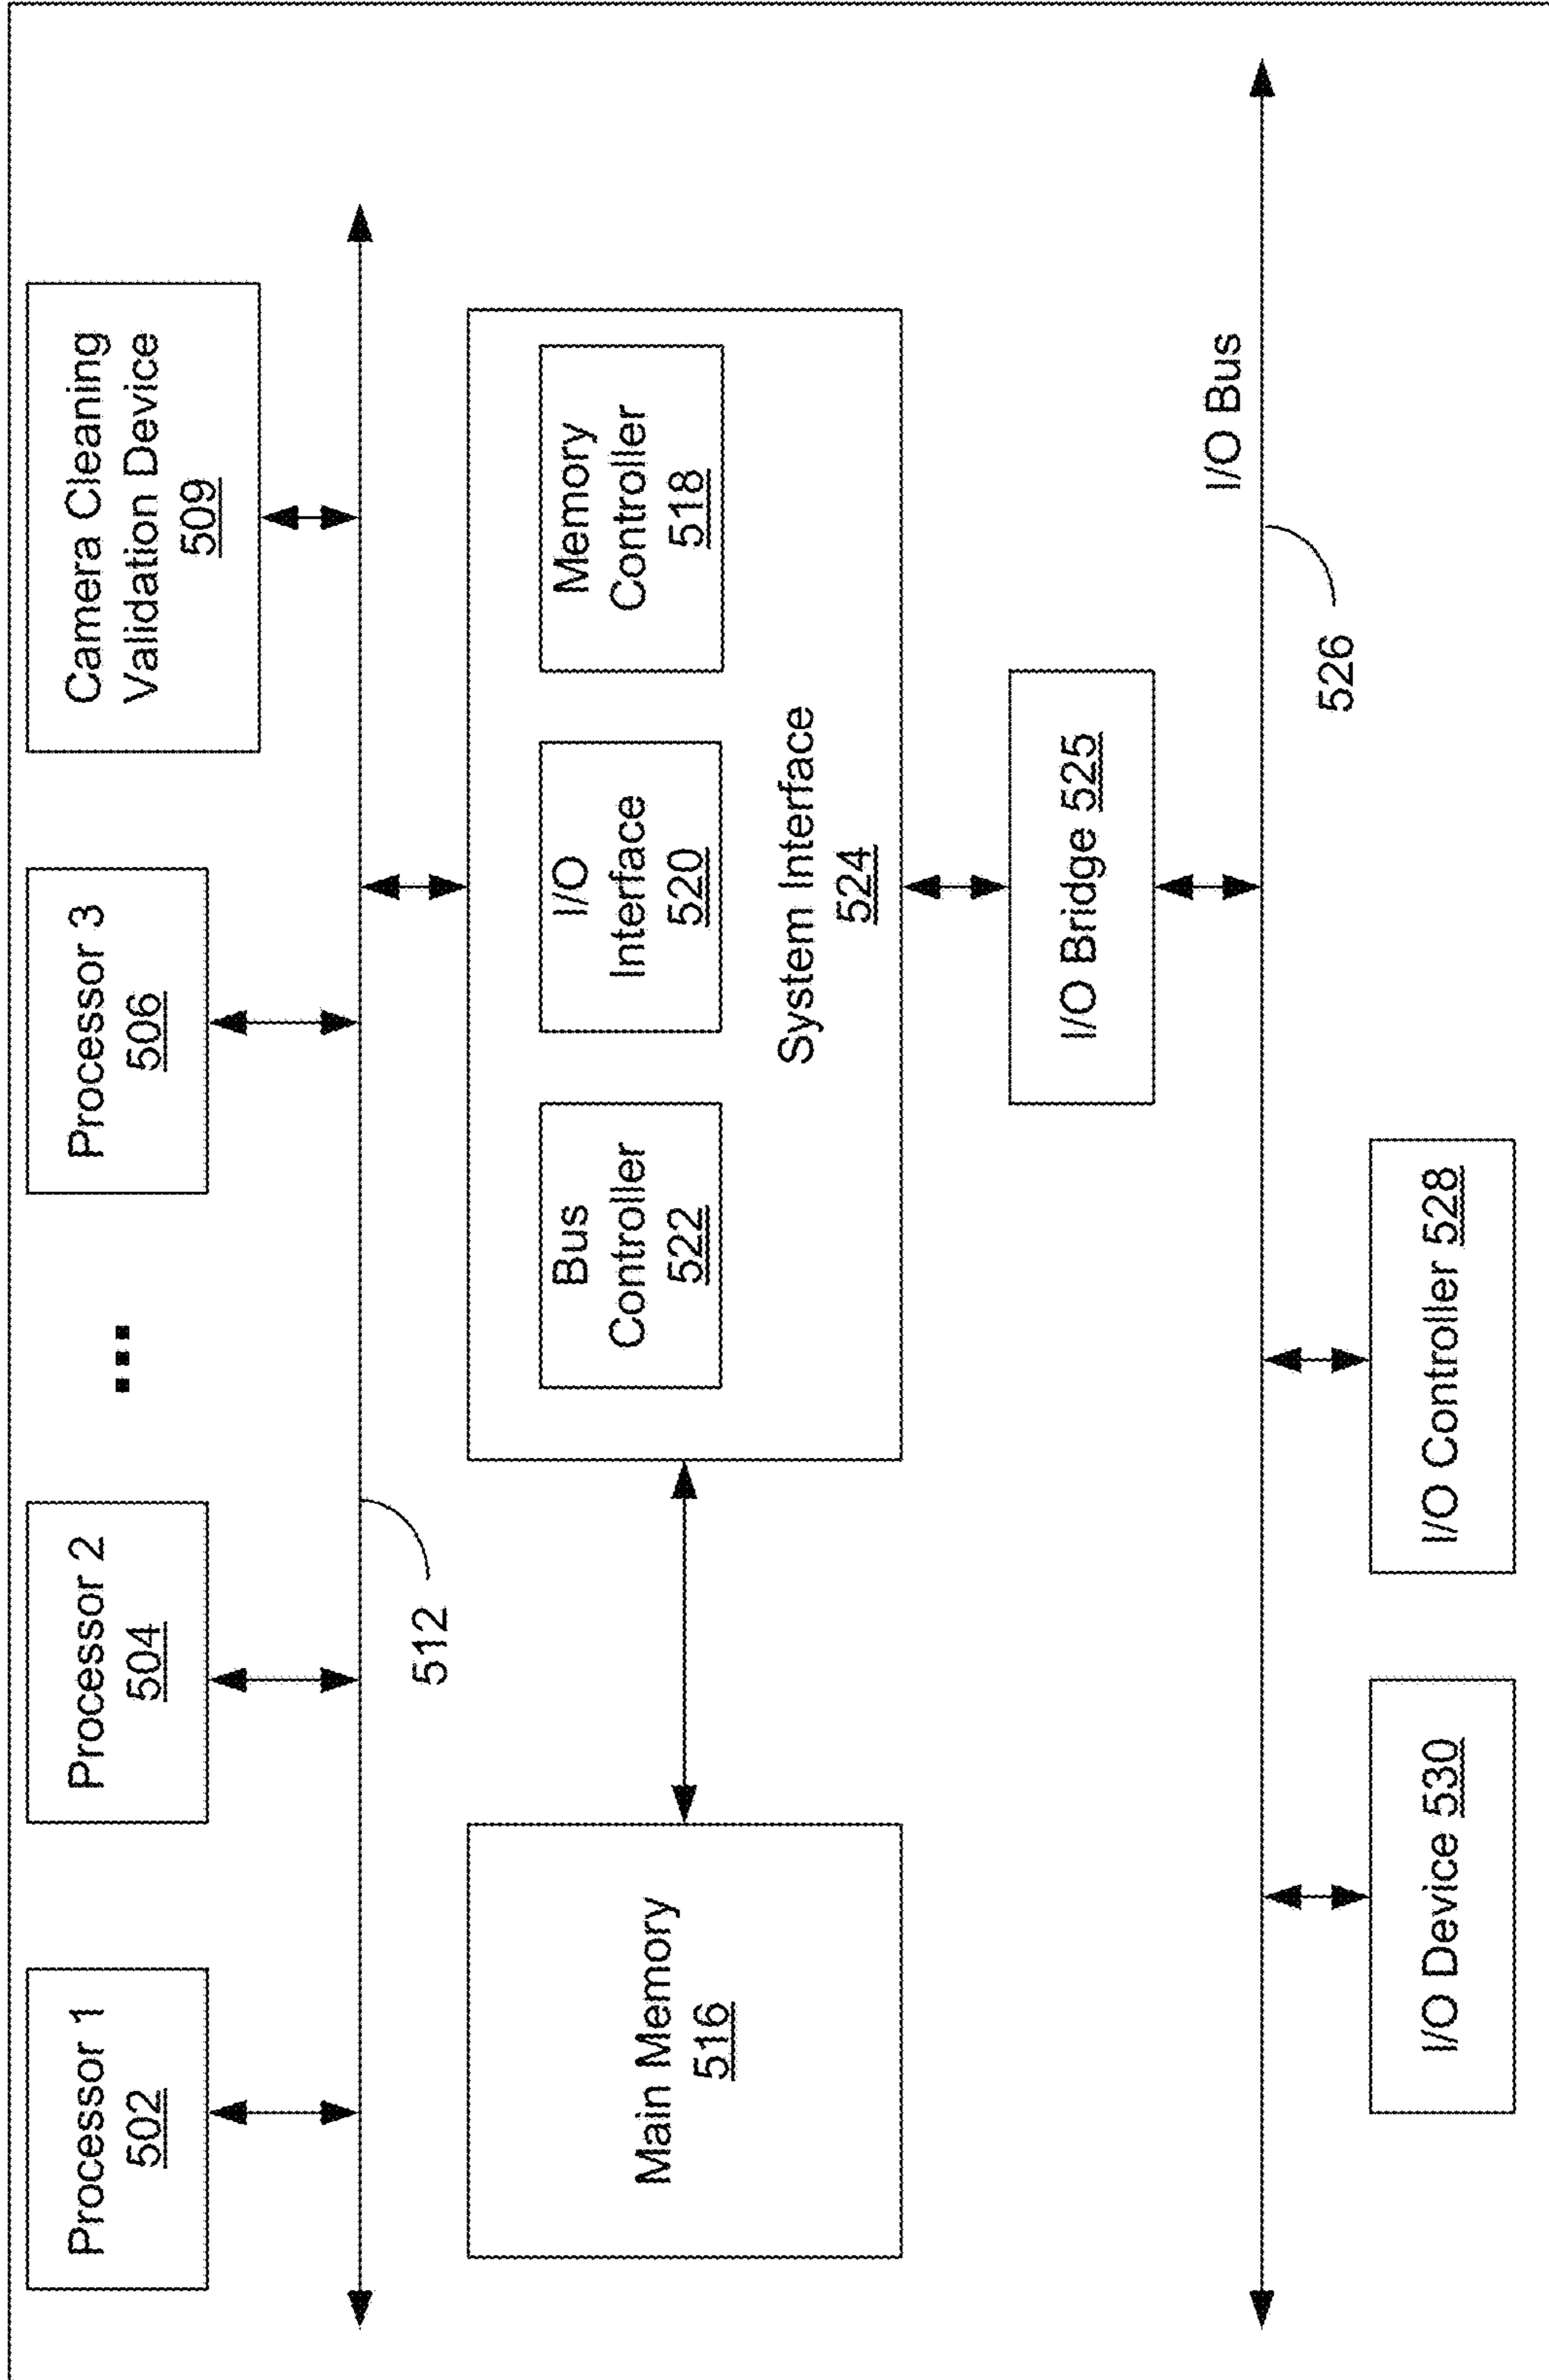 Processor 1
502
Processor 2
504
...
Processor 3
506
Camera Cleaning
Validation Device
509
512
Main Memory
516
Bus
Controller
522
I/O
Interface
520
Memory
Controller
518
System Interface
524
I/O Bridge 525
I/O Bus
526
I/O Device 530
I/O Controller 528